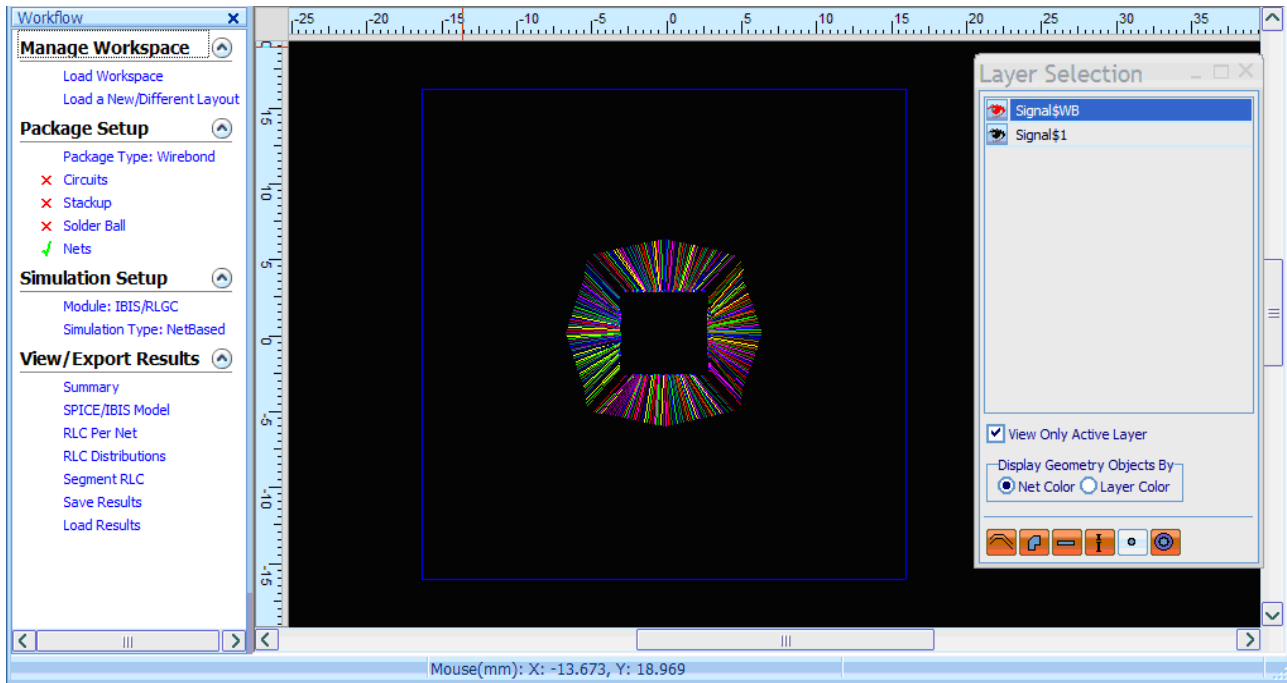 Workflow
Manage Workspace
Load Workspace
Load a New/Different Layout
Package Setup
Package Type: Wirebond
Circuits
Stackup
Solder Ball
Nets
Simulation Setup
Module: IBIS/RLGC
Simulation Type: NetBased
View/Export Results
Summary
SPICE/IBIS Model
RLC Per Net
RLC Distributions
Segment RLC
Save Results
Load Results
-25 -20 -15 -10 -5 0 5 10 15 20 25 30 35
15
10
5
0
-5
-10
-15
Layer Selection
Signal$WB
Signal$1
View Only Active Layer
Display Geometry Objects By
Net Color Layer Color
Mouse(mm): X: -13.673, Y: 18.969